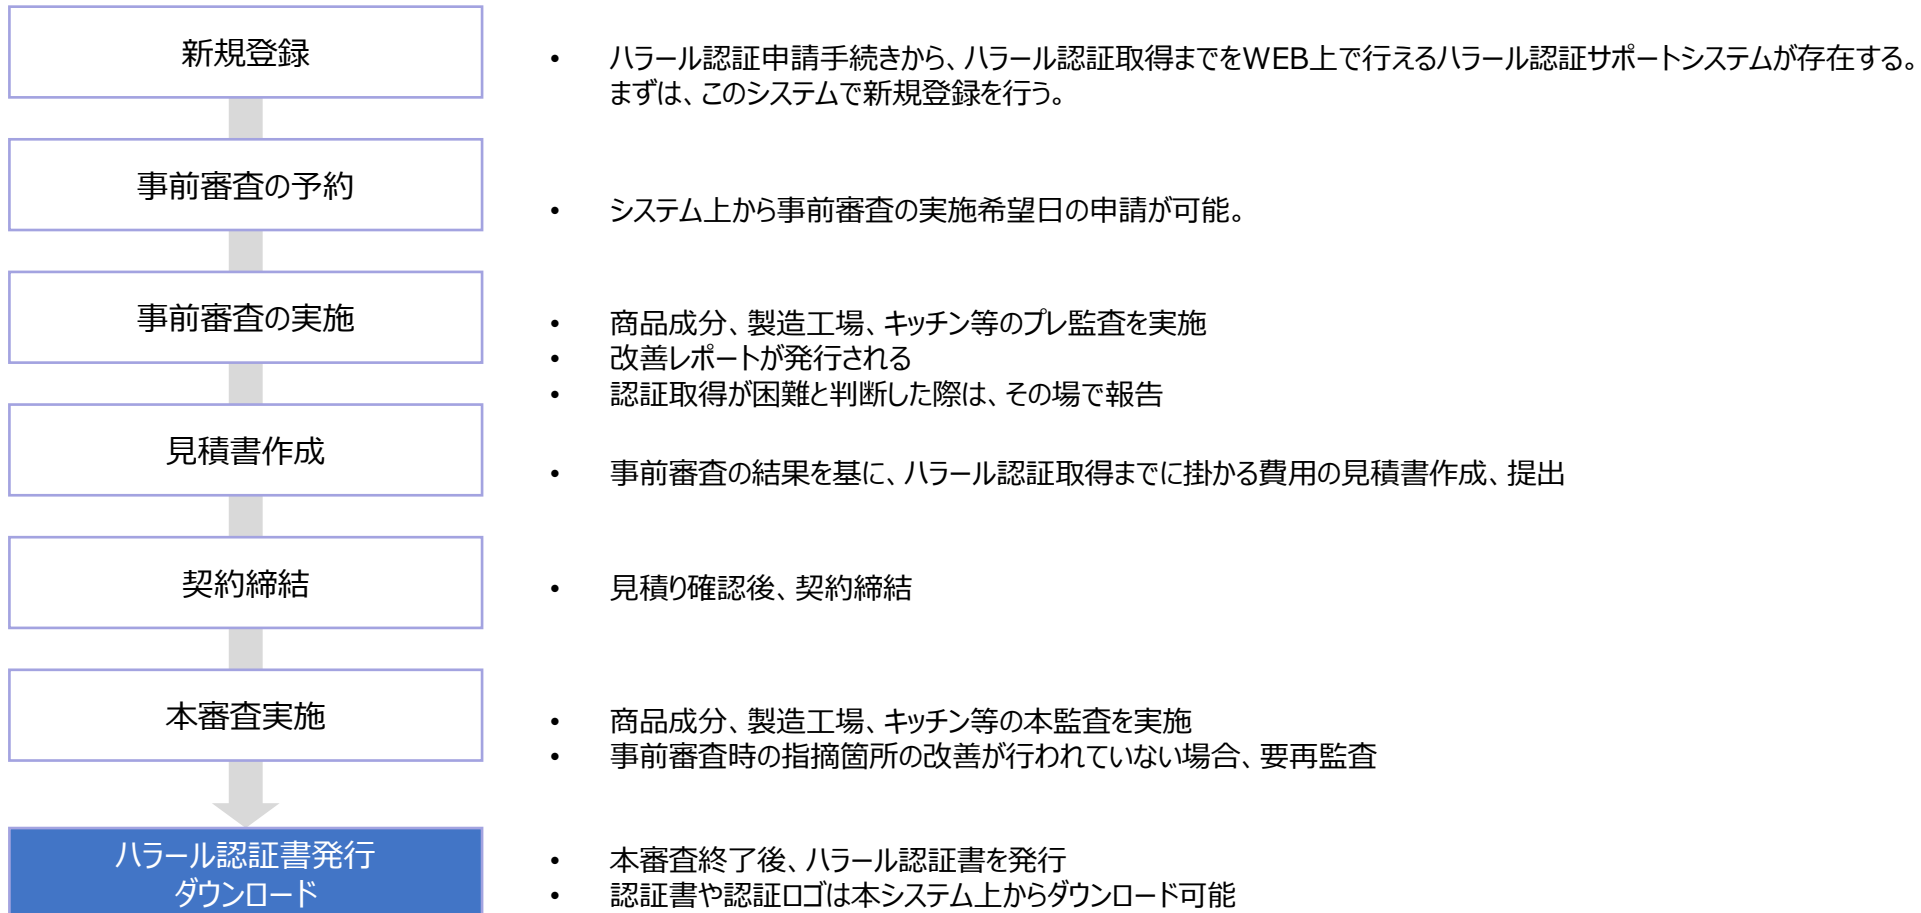 新規登録
• ハラール認証申請手続きから、ハラール認証取得までをWEB上で行えるハラール認証サポートシステムが存在する。
まずは、このシステムで新規登録を行う。
事前審査の予約
• システム上から事前審査の実施希望日の申請が可能。
事前審査の実施
• 商品成分、製造工場、キッチン等のプレ監査を実施
• 改善レポートが発行される
• 認証取得が困難と判断した際は、その場で報告
見積書作成
• 事前審査の結果を基に、ハラール認証取得までに掛かる費用の見積書作成、提出
契約締結
• 見積り確認後、契約締結
本審査実施
• 商品成分、製造工場、キッチン等の本監査を実施
• 事前審査時の指摘箇所の改善が行われていない場合、要再監査
ハラール認証書発行
ダウンロード
• 本審査終了後、ハラール認証書を発行
• 認証書や認証ロゴは本システム上からダウンロード可能